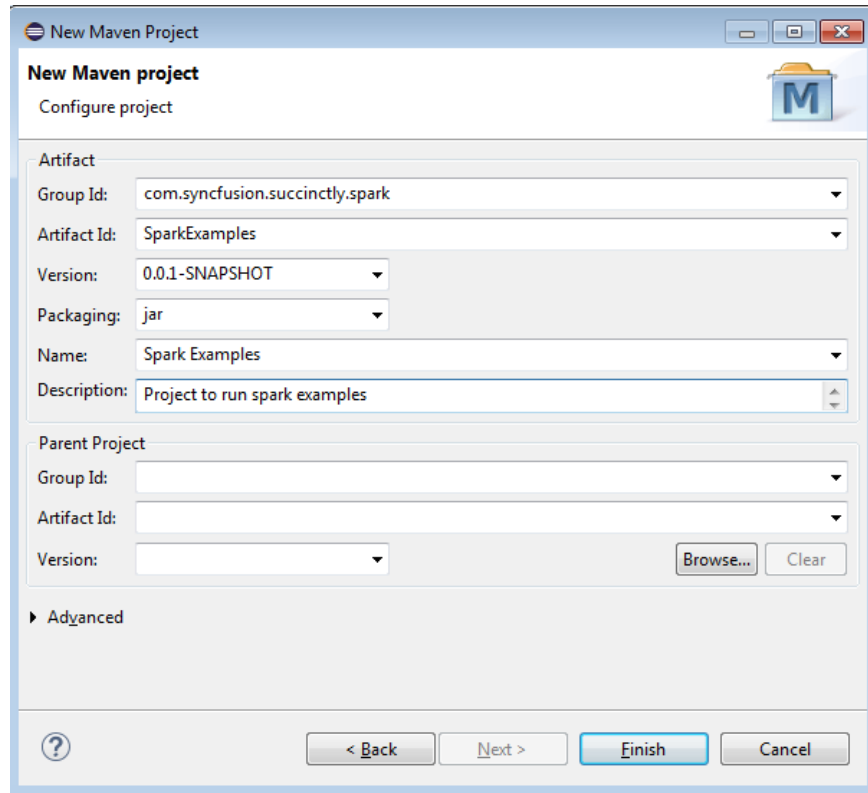 New Maven Project
New Maven project
Configure project
M
Artifact
Group Id: com.syncfusion.succinctly.spark
Artifact Id: SparkExamples
Version: 0.0.1-SNAPSHOT
Packaging: jar
Name: Spark Examples
Description: Project to run spark examples
Parent Project
Group Id:
Artifact Id:
Version: Browse... Clear
Advanced
? < Back Next > Finish Cancel